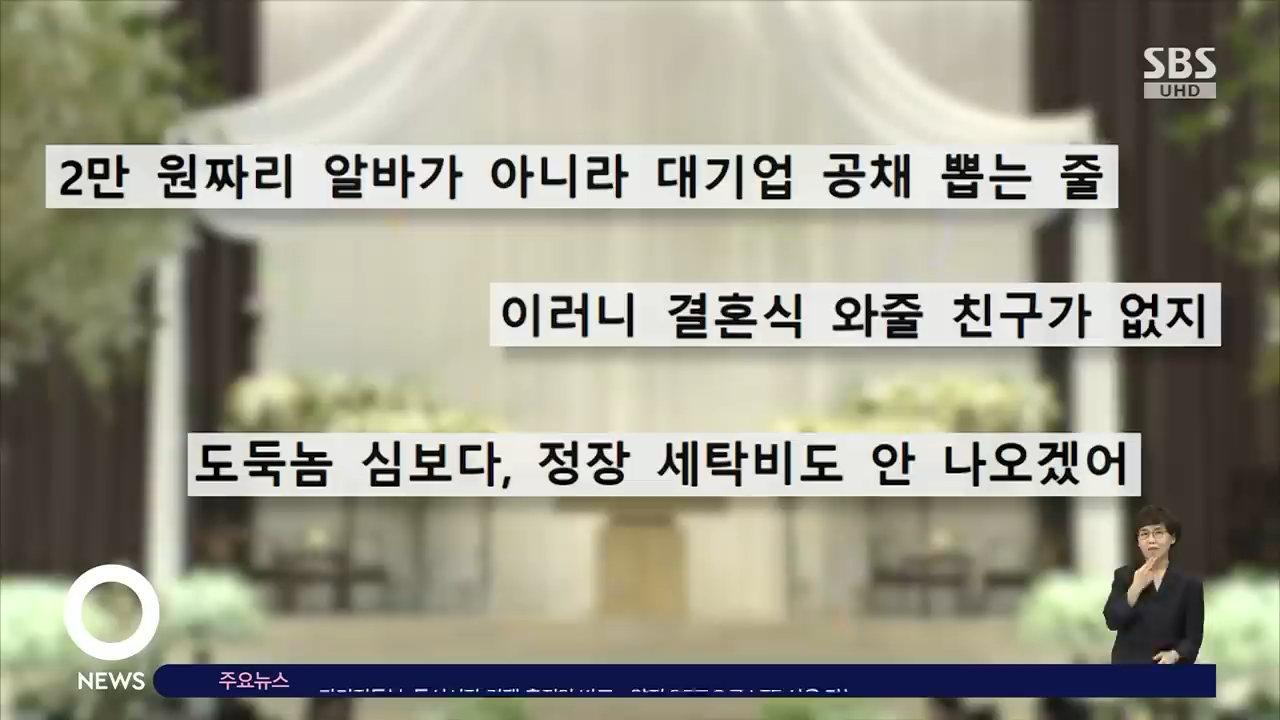 SBS
UHD
2만 원짜리 알바가 아니라 대기업 공채 뽑는 줄
이러니 결혼식 와줄 친구가 없지
도둑놈 심보다, 정장 세탁비도 안 나오겠어
NEWS
주요뉴스